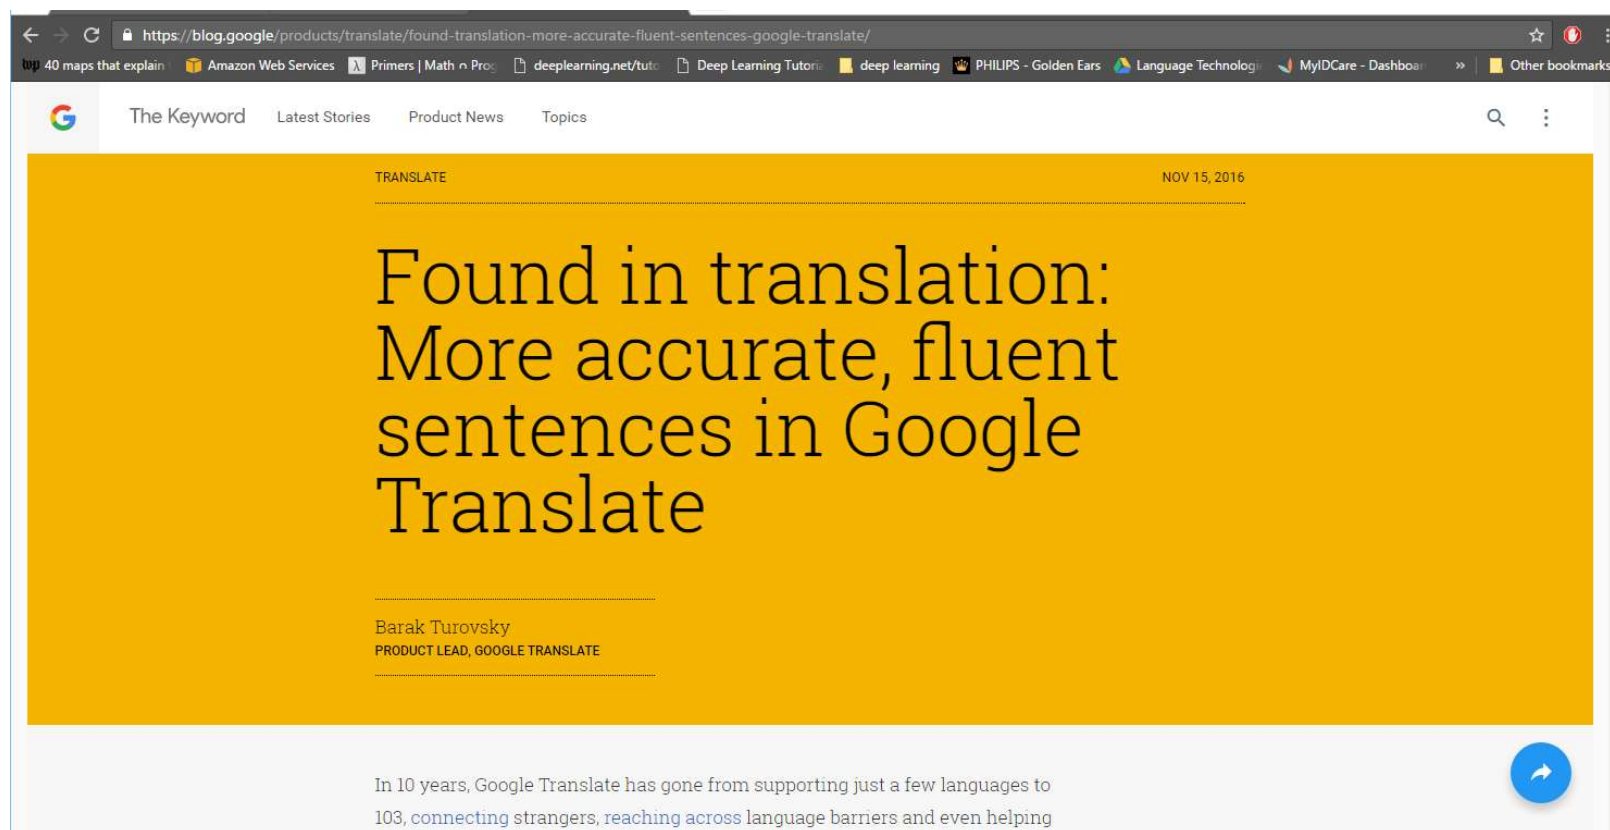 https://blog.google/products/translate/found-translation-more-accurate-fluent-sentences-google-translate/
40 maps that explain Amazon Web Services Primers | Math ∩ Prog deeplearning.net/tuto Deep Learning Tutoria deep learning PHILIPS - Golden Ears Language Technologi MyIDCare - Dashboar » Other bookmarks
The Keyword Latest Stories Product News Topics
TRANSLATE NOV 15, 2016
Found in translation:
More accurate, fluent
sentences in Google
Translate
Barak Turovsky
PRODUCT LEAD, GOOGLE TRANSLATE
In 10 years, Google Translate has gone from supporting just a few languages to
103, connecting strangers, reaching across language barriers and even helping